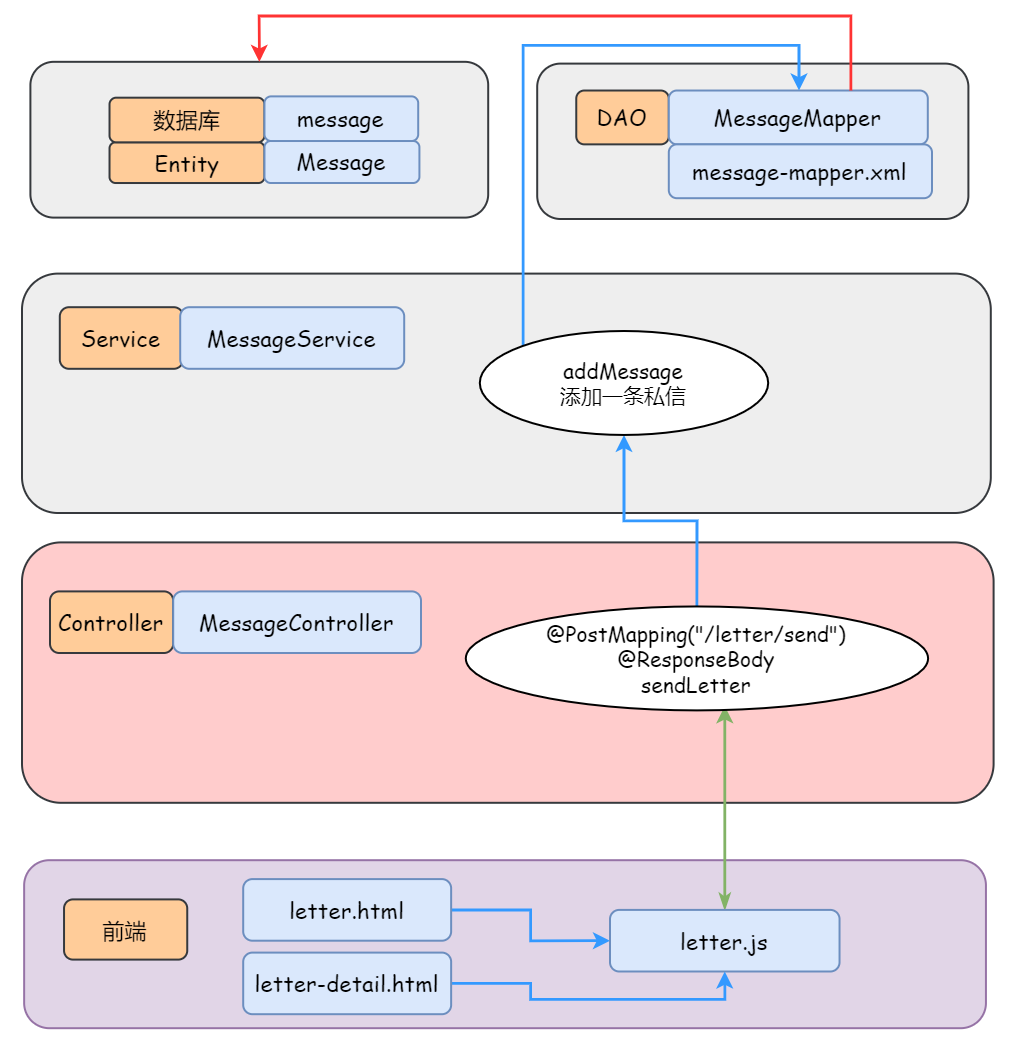 数据库
message
Entity
Message
DAO
MessageMapper
message-mapper.xml
Service
MessageService
addMessage
添加一条私信
Controller
MessageController
@PostMapping("/letter/send")
@ResponseBody
sendLetter
前端
letter.html
letter-detail.html
letter.js